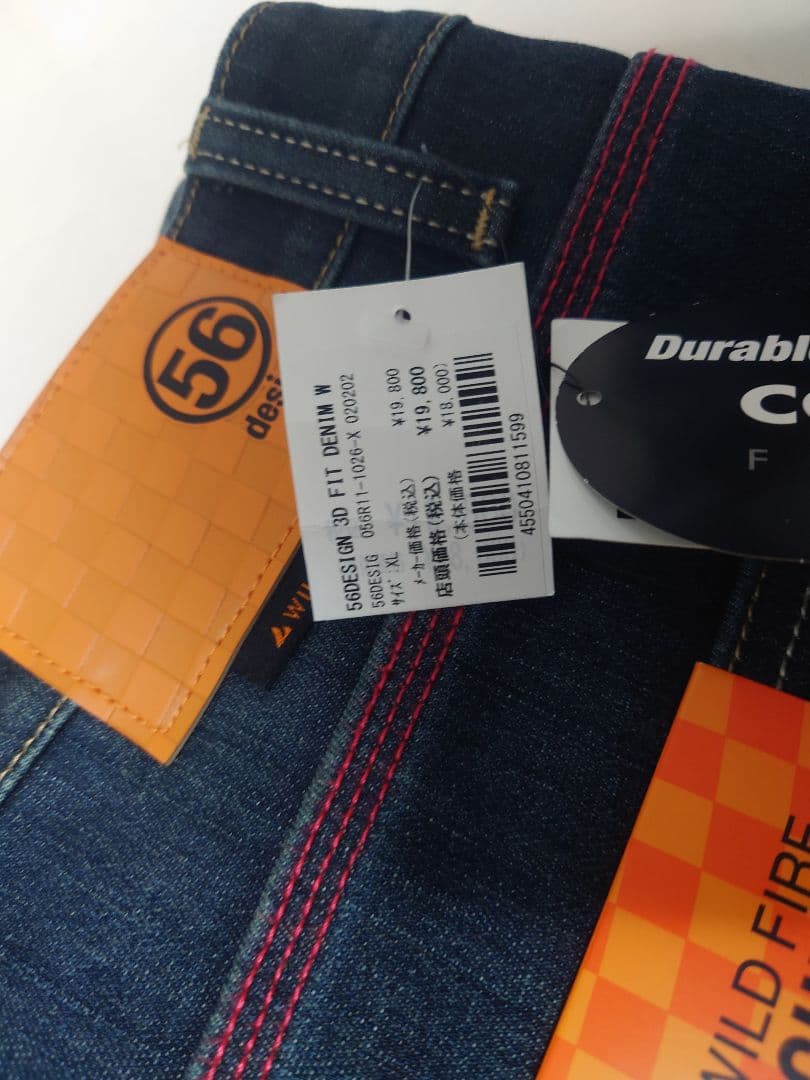 56
desi
WI
56DESIGN 3D FIT DENIM W
56DESIG 056R11-1026-X 020202
ｻｲｽﾞ:XL
ﾒｰｶｰ価格(税込) ¥19,800
店頭価格(税込) ¥19,800
(本体価格 ¥18,000)
4550410811599
Durabl
F
WILD FIRE